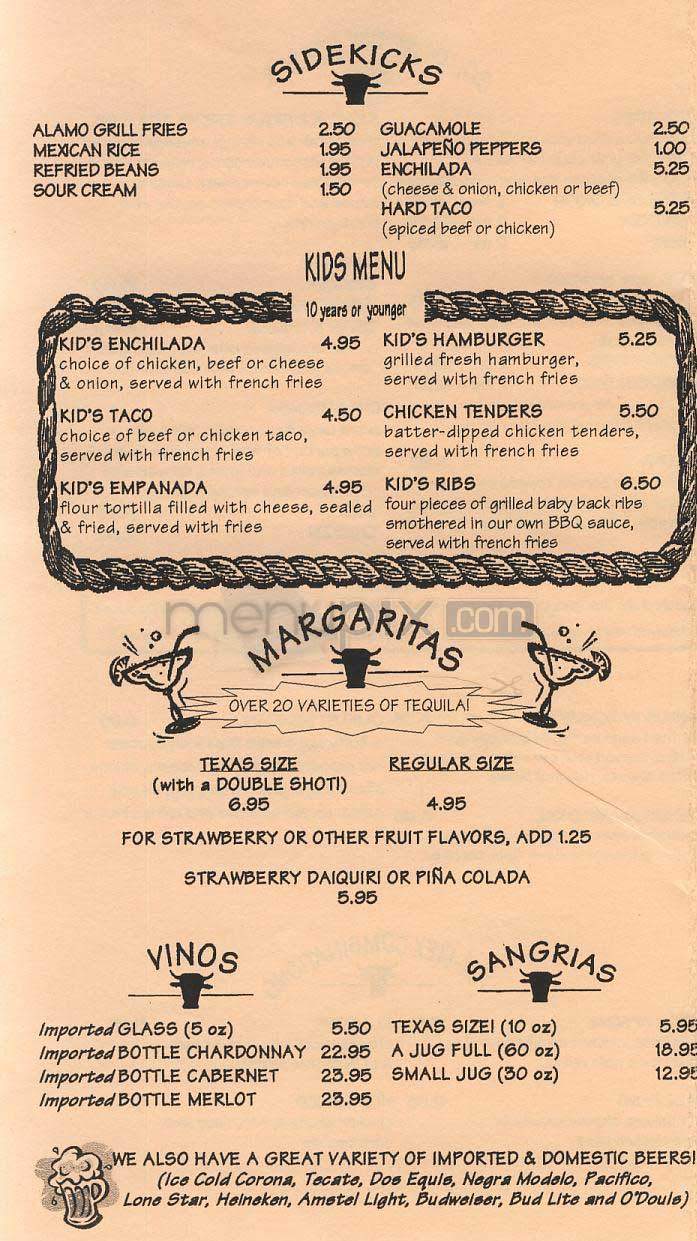 SIDEKICKS
ALAMO GRILL FRIES 2.50
MEXICAN RICE 1.95
REFRIED BEANS 1.95
SOUR CREAM 1.50
GUACAMOLE 2.50
JALAPEÑO PEPPERS 1.00
ENCHILADA 5.25
(cheese & onion, chicken or beef)
HARD TACO 5.25
(spiced beef or chicken)
KIDS MENU
10 years or younger
KID'S ENCHILADA 4.95
choice of chicken, beef or cheese
& onion, served with french fries
KID'S TACO 4.50
choice of beef or chicken taco,
served with french fries
KID'S EMPANADA 4.95
flour tortilla filled with cheese, sealed
& fried, served with fries
KID'S HAMBURGER 5.25
grilled fresh hamburger,
served with french fries
CHICKEN TENDERS 5.50
batter-dipped chicken tenders,
served with french fries
KID'S RIBS 6.50
four pieces of grilled baby back ribs
smothered in our own BBQ sauce,
served with french fries
menupix.com
MARGARITAS
OVER 20 VARIETIES OF TEQUILA!
TEXAS SIZE
(with a DOUBLE SHOT!)
6.95
REGULAR SIZE
4.95
FOR STRAWBERRY OR OTHER FRUIT FLAVORS, ADD 1.25
STRAWBERRY DAIQUIRI OR PIÑA COLADA
5.95
VINOS
Imported GLASS (5 oz) 5.50
Imported BOTTLE CHARDONNAY 22.95
Imported BOTTLE CABERNET 23.95
Imported BOTTLE MERLOT 23.95
SANGRIAS
TEXAS SIZE! (10 oz) 5.95
A JUG FULL (60 oz) 18.95
SMALL JUG (30 oz) 12.95
WE ALSO HAVE A GREAT VARIETY OF IMPORTED & DOMESTIC BEERS!
(Ice Cold Corona, Tecate, Dos Equis, Negra Modelo, Pacifico,
Lone Star, Heineken, Amstel Light, Budweiser, Bud Lite and O'Douls)